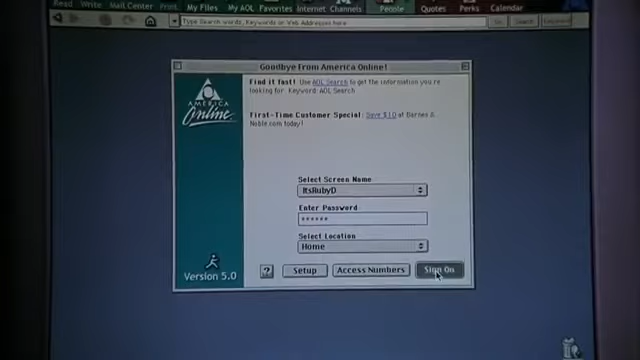 Read Write Mail Center Print My Files My AOL Favorites Internet Channels People Quotes Perks Calendar
Type Search words, Keywords or Web Addresses here
Search
Keyword
Goodbye From America Online!
Find it fast! Use AOL Search to get the information you're
looking for Keyword: AOL Search
First-Time Customer Special: Save $10 at Barnes &
Noble.com today!
AMERICA
Online
Select Screen Name
ItsRubyD
Enter Password
••••••
Select Location
Home
Version 5.0
?
Setup
Access Numbers
Sign On